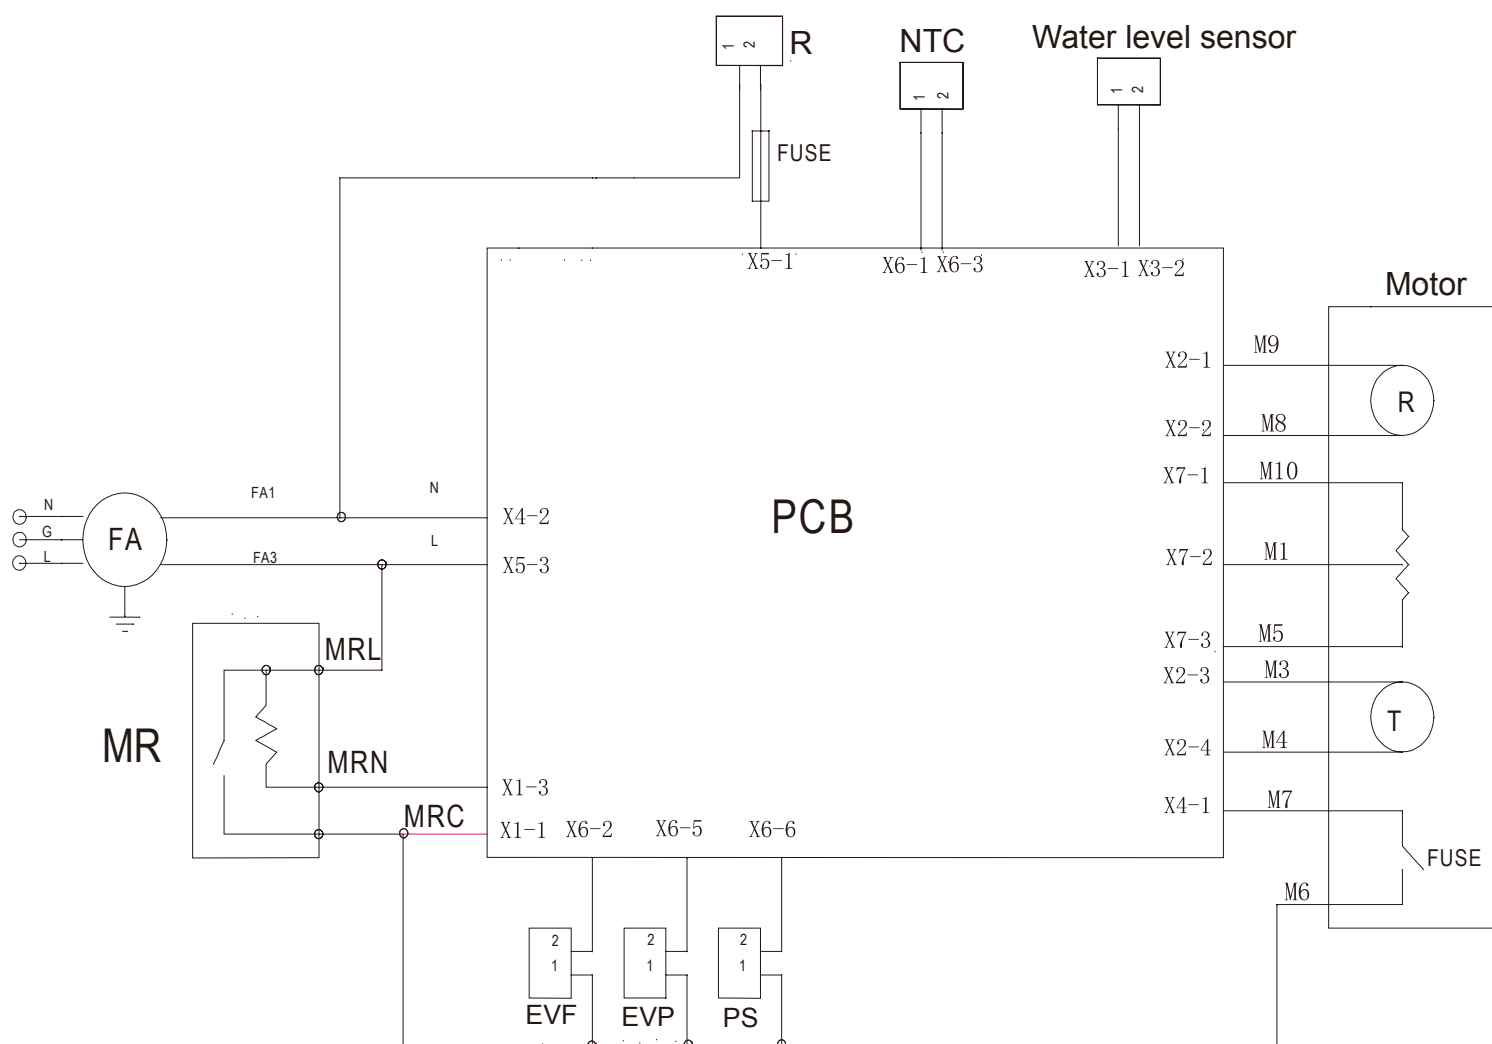 1 2 R
NTC
1 2
Water level sensor
1 2
FUSE
X5-1
X6-1 X6-3
X3-1 X3-2
Motor
X2-1 M9
R
X2-2 M8
X7-1 M10
N
FA1 N
X4-2
PCB
G
FA
L
FA3 L
X5-3
X7-2 M1
MRL
X7-3 M5
X2-3 M3
T
MR
MRN
X1-3
X2-4 M4
X4-1 M7
MRC
X1-1 X6-2 X6-5 X6-6
FUSE
M6
2 2 2
1 1 1
EVF EVP PS